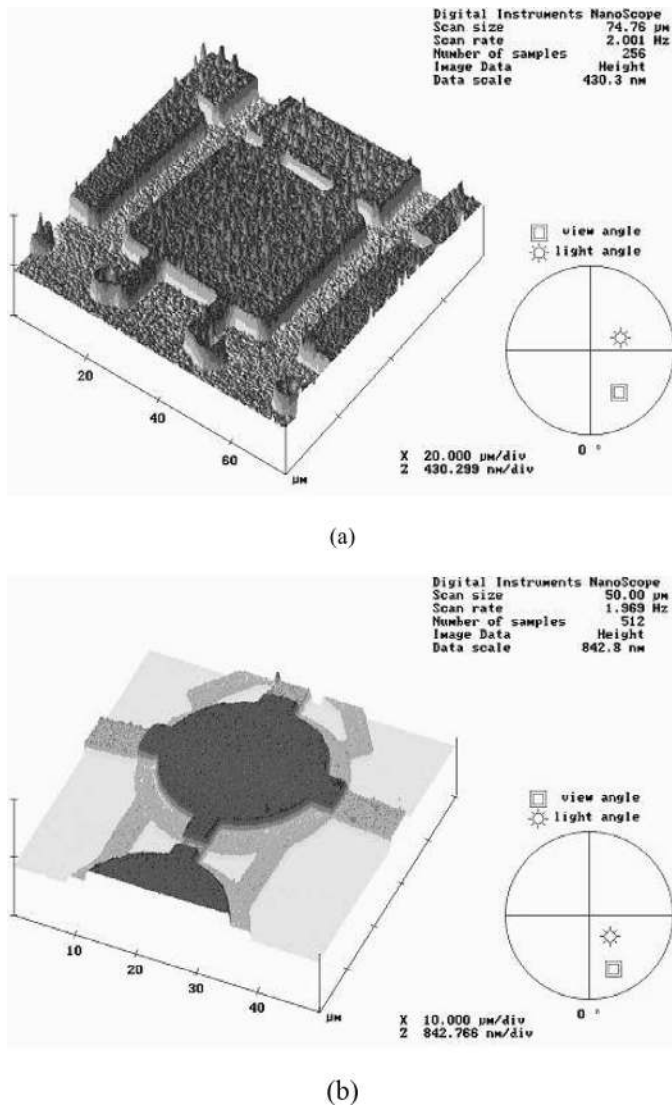 Digital Instruments NanoScope
Scan size 74.76 µm
Scan rate 2.001 Hz
Number of samples 256
Image Data Height
Data scale 430.3 nm
view angle
light angle
20
40
60
µm
X 20.000 µm/div
Z 430.299 nm/div
0 °
(a)
Digital Instruments NanoScope
Scan size 50.00 µm
Scan rate 1.969 Hz
Number of samples 512
Image Data Height
Data scale 842.8 nm
view angle
light angle
10
20
30
40
µm
X 10.000 µm/div
Z 842.766 nm/div
0 °
(b)